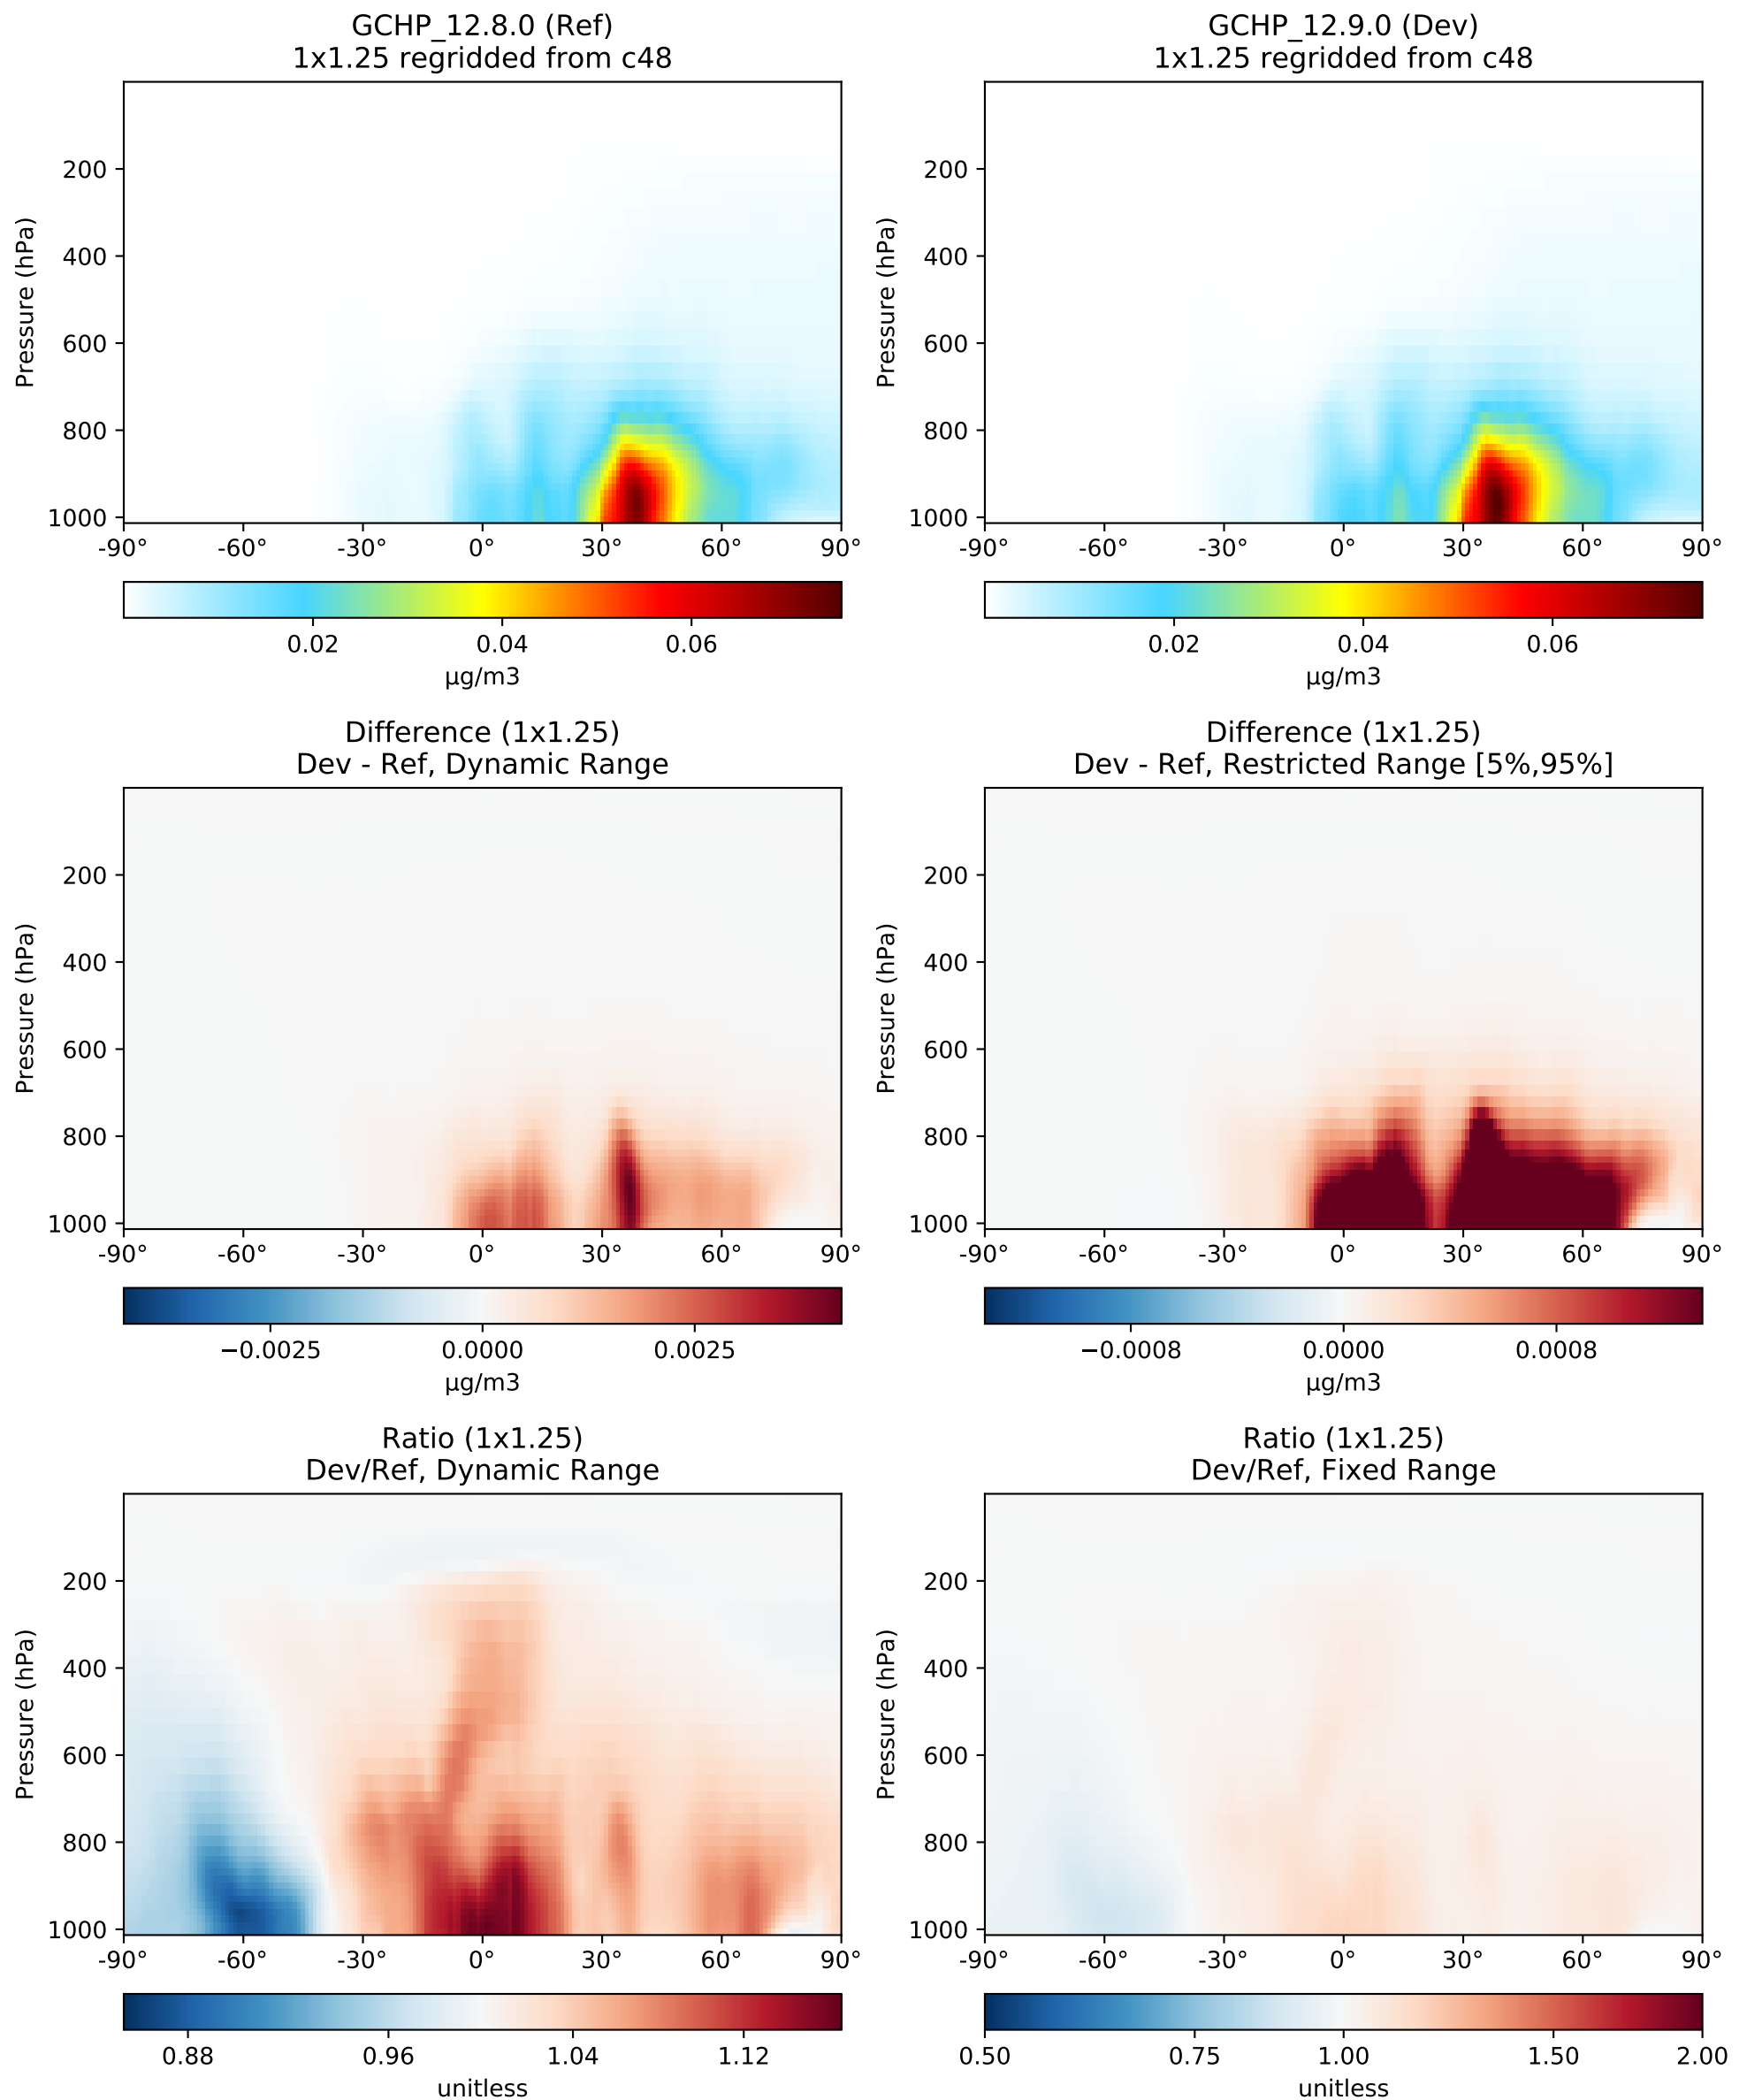 GCHP_12.8.0 (Ref)
1x1.25 regridded from c48
Pressure (hPa)
200
400
600
800
1000
-90° -60° -30° 0° 30° 60° 90°
0.02 0.04 0.06
µg/m3
GCHP_12.9.0 (Dev)
1x1.25 regridded from c48
Pressure (hPa)
200
400
600
800
1000
-90° -60° -30° 0° 30° 60° 90°
0.02 0.04 0.06
µg/m3
Difference (1x1.25)
Dev - Ref, Dynamic Range
Pressure (hPa)
200
400
600
800
1000
-90° -60° -30° 0° 30° 60° 90°
−0.0025 0.0000 0.0025
µg/m3
Difference (1x1.25)
Dev - Ref, Restricted Range [5%,95%]
Pressure (hPa)
200
400
600
800
1000
-90° -60° -30° 0° 30° 60° 90°
−0.0008 0.0000 0.0008
µg/m3
Ratio (1x1.25)
Dev/Ref, Dynamic Range
Pressure (hPa)
200
400
600
800
1000
-90° -60° -30° 0° 30° 60° 90°
0.88 0.96 1.04 1.12
unitless
Ratio (1x1.25)
Dev/Ref, Fixed Range
Pressure (hPa)
200
400
600
800
1000
-90° -60° -30° 0° 30° 60° 90°
0.50 0.75 1.00 1.50 2.00
unitless